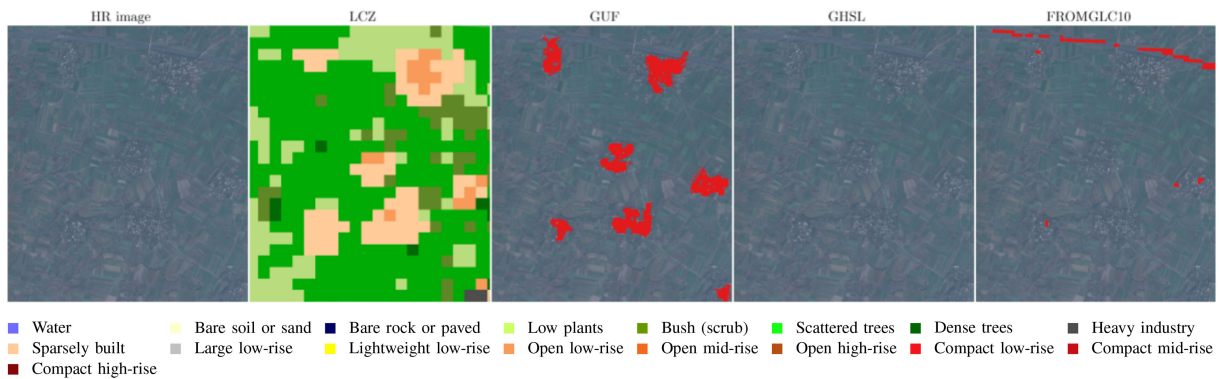 HR image LCZ GUF GHSL FROMGLC10
Water Bare soil or sand Bare rock or paved Low plants Bush (scrub) Scattered trees Dense trees Heavy industry
Sparsely built Large low-rise Lightweight low-rise Open low-rise Open mid-rise Open high-rise Compact low-rise Compact mid-rise
Compact high-rise